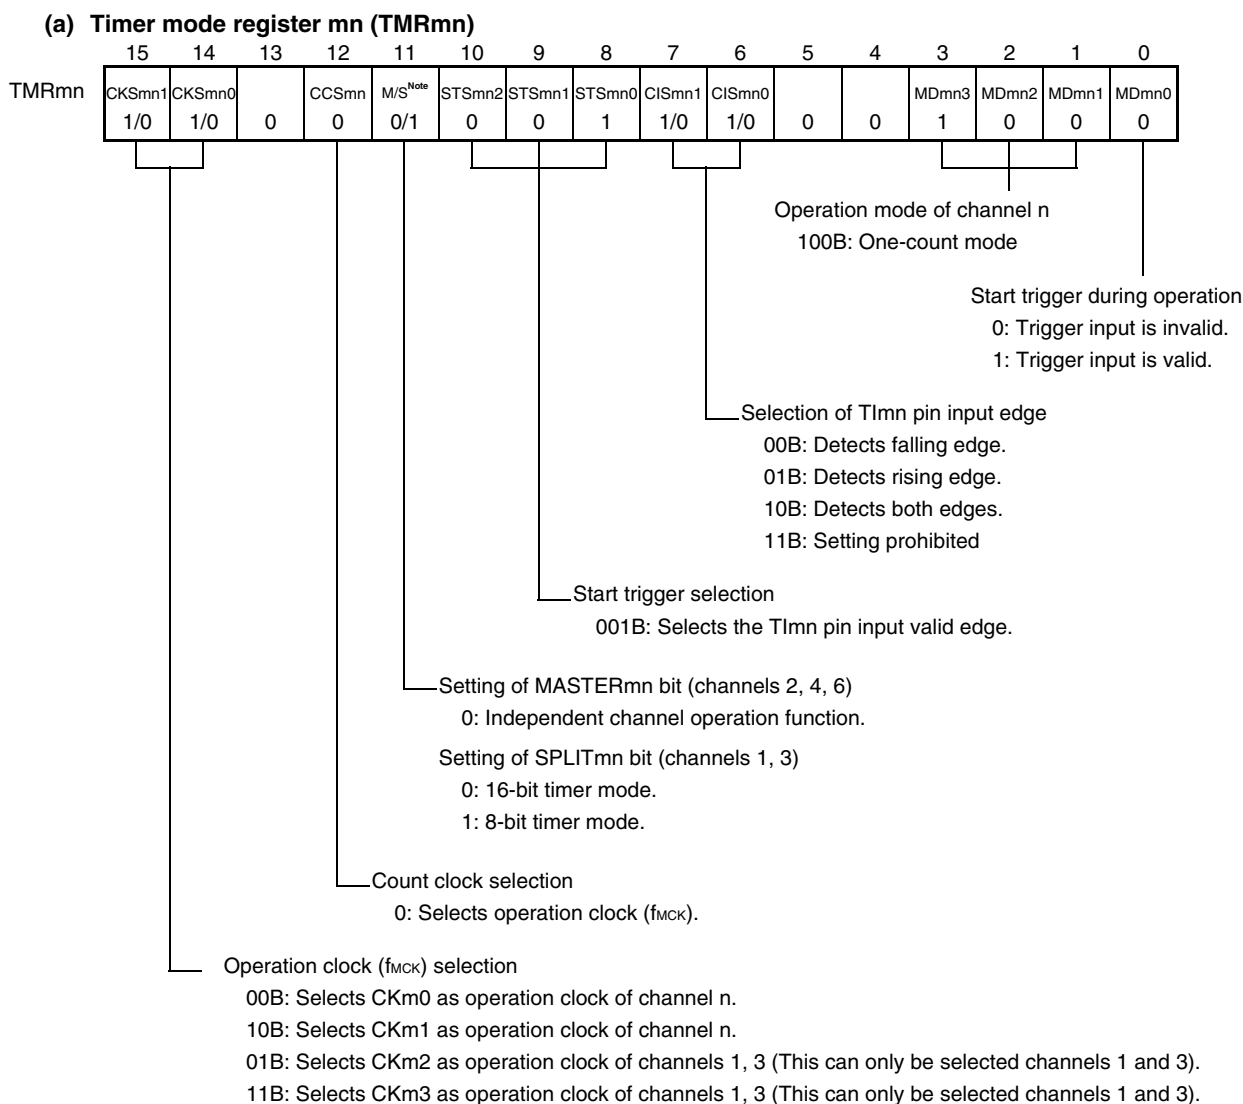 (a) Timer mode register mn (TMRmn)
15 14 13 12 11 10 9 8 7 6 5 4 3 2 1 0
TMRmn CKSmn1 CKSmn0 CCSmn M/SNote STSmn2 STSmn1 STSmn0 CISmn1 CISmn0 MDmn3 MDmn2 MDmn1 MDmn0
1/0 1/0 0 0 0/1 0 0 1 1/0 1/0 0 0 1 0 0 0
Operation mode of channel n
100B: One-count mode
Start trigger during operation
0: Trigger input is invalid.
1: Trigger input is valid.
Selection of TImn pin input edge
00B: Detects falling edge.
01B: Detects rising edge.
10B: Detects both edges.
11B: Setting prohibited
Start trigger selection
001B: Selects the TImn pin input valid edge.
Setting of MASTERmn bit (channels 2, 4, 6)
0: Independent channel operation function.
Setting of SPLITmn bit (channels 1, 3)
0: 16-bit timer mode.
1: 8-bit timer mode.
Count clock selection
0: Selects operation clock (fMCK).
Operation clock (fMCK) selection
00B: Selects CKm0 as operation clock of channel n.
10B: Selects CKm1 as operation clock of channel n.
01B: Selects CKm2 as operation clock of channels 1, 3 (This can only be selected channels 1 and 3).
11B: Selects CKm3 as operation clock of channels 1, 3 (This can only be selected channels 1 and 3).